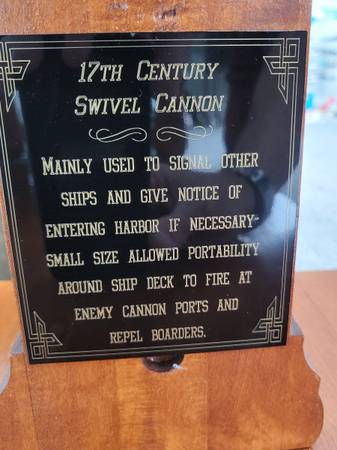 17th Century
Swivel Cannon
Mainly used to signal other
ships and give notice of
entering harbor if necessary-
small size allowed portability
around ship deck to fire at
enemy cannon ports and
repel boarders.